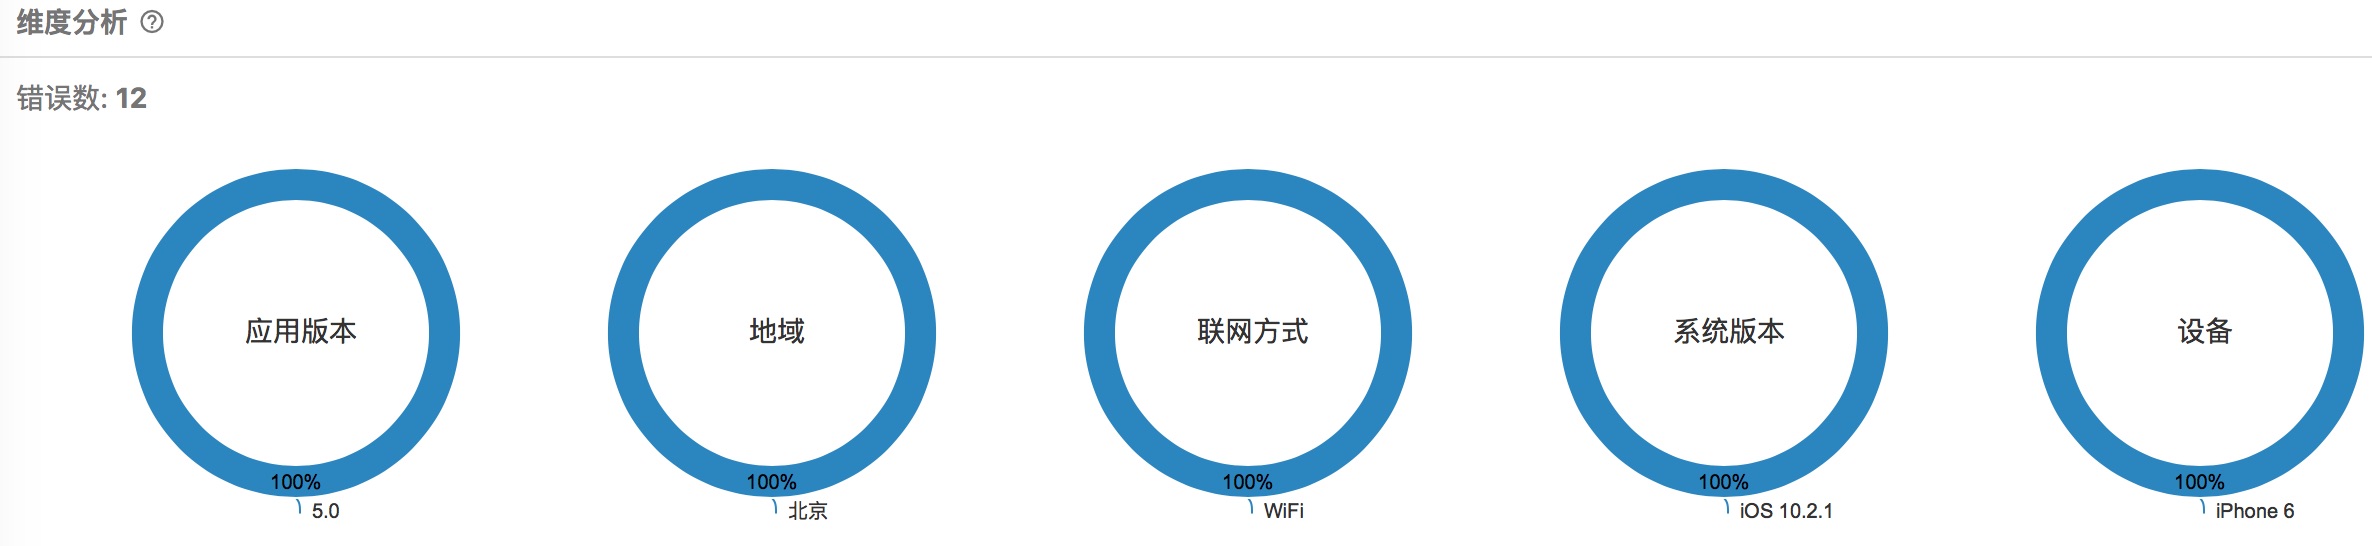 维度分析 ?
错误数: 12
应用版本
100%
5.0
地域
100%
北京
联网方式
100%
WiFi
系统版本
100%
iOS 10.2.1
设备
100%
iPhone 6